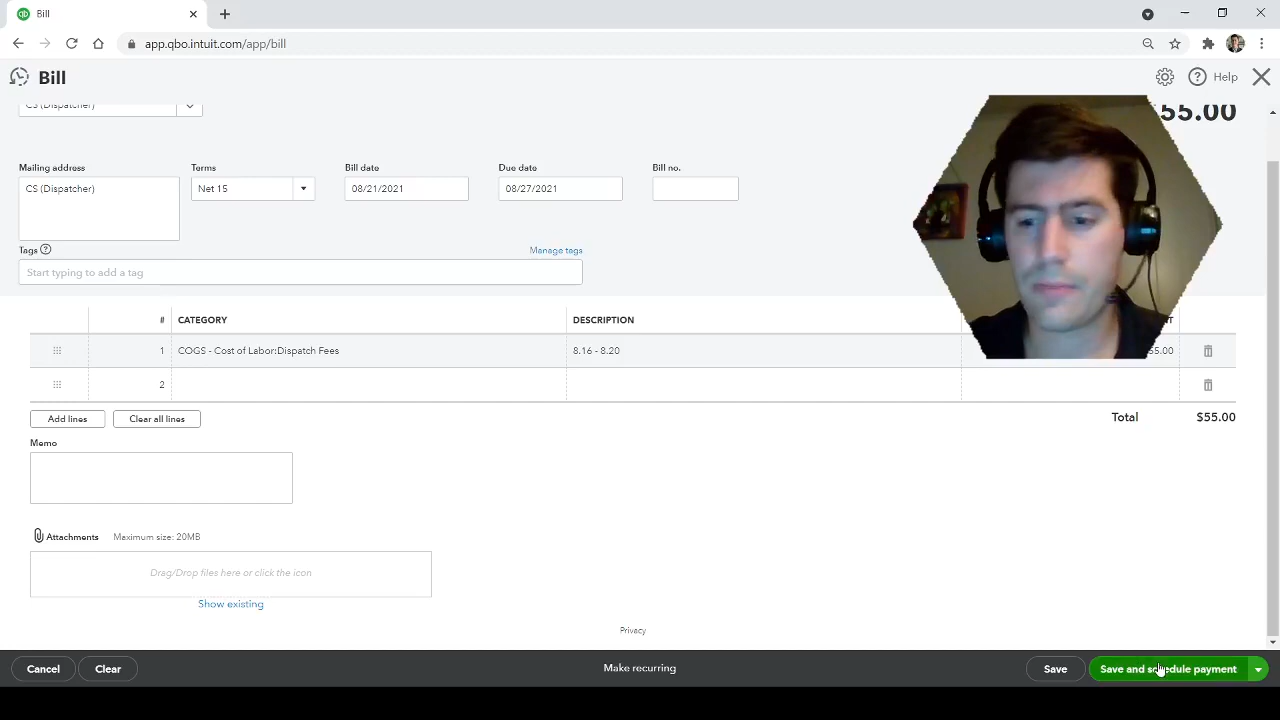 Bill
app.qbo.intuit.com/app/bill
Bill
Help
CS (Dispatcher)
55.00
Mailing address
Terms
Bill date
Due date
Bill no.
CS (Dispatcher)
Net 15
08/21/2021
08/27/2021
Tags
Manage tags
Start typing to add a tag
#
CATEGORY
DESCRIPTION
1
COGS - Cost of Labor:Dispatch Fees
8.16 - 8.20
55.00
2
Add lines
Clear all lines
Total
$55.00
Memo
Attachments
Maximum size: 20MB
Drag/Drop files here or click the icon
Show existing
Privacy
Cancel
Clear
Make recurring
Save
Save and schedule payment